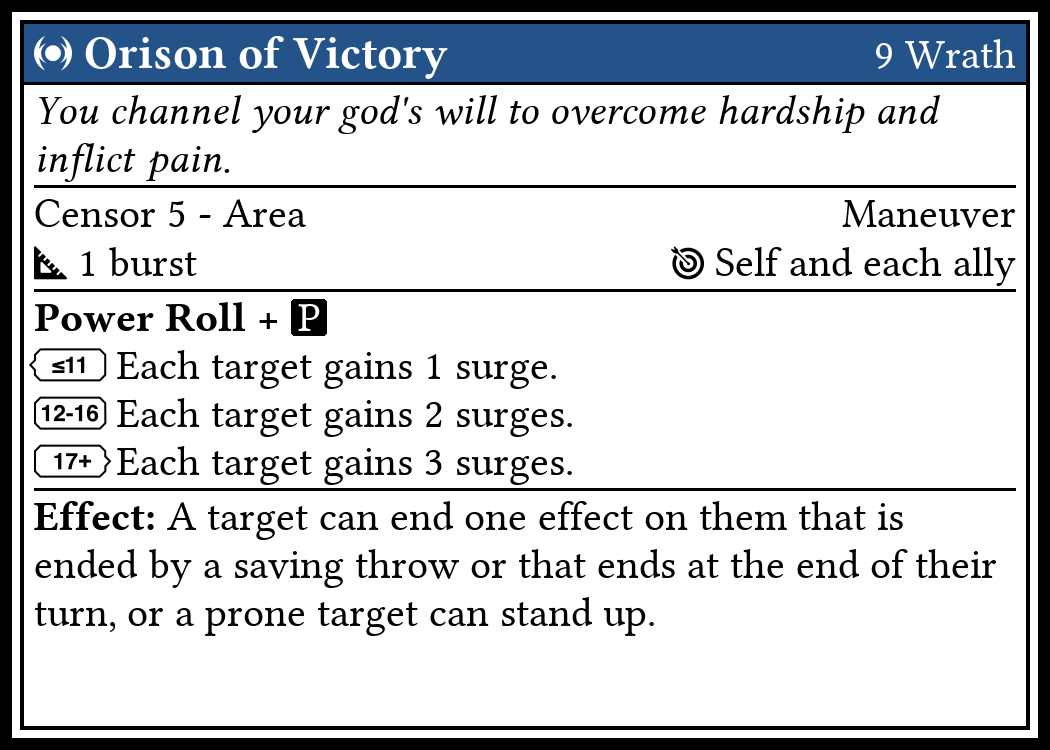 Orison of Victory 9 Wrath
You channel your god's will to overcome hardship and
inflict pain.
Censor 5 - Area Maneuver
1 burst Self and each ally
Power Roll + P
≤11 Each target gains 1 surge.
12-16 Each target gains 2 surges.
17+ Each target gains 3 surges.
Effect: A target can end one effect on them that is
ended by a saving throw or that ends at the end of their
turn, or a prone target can stand up.